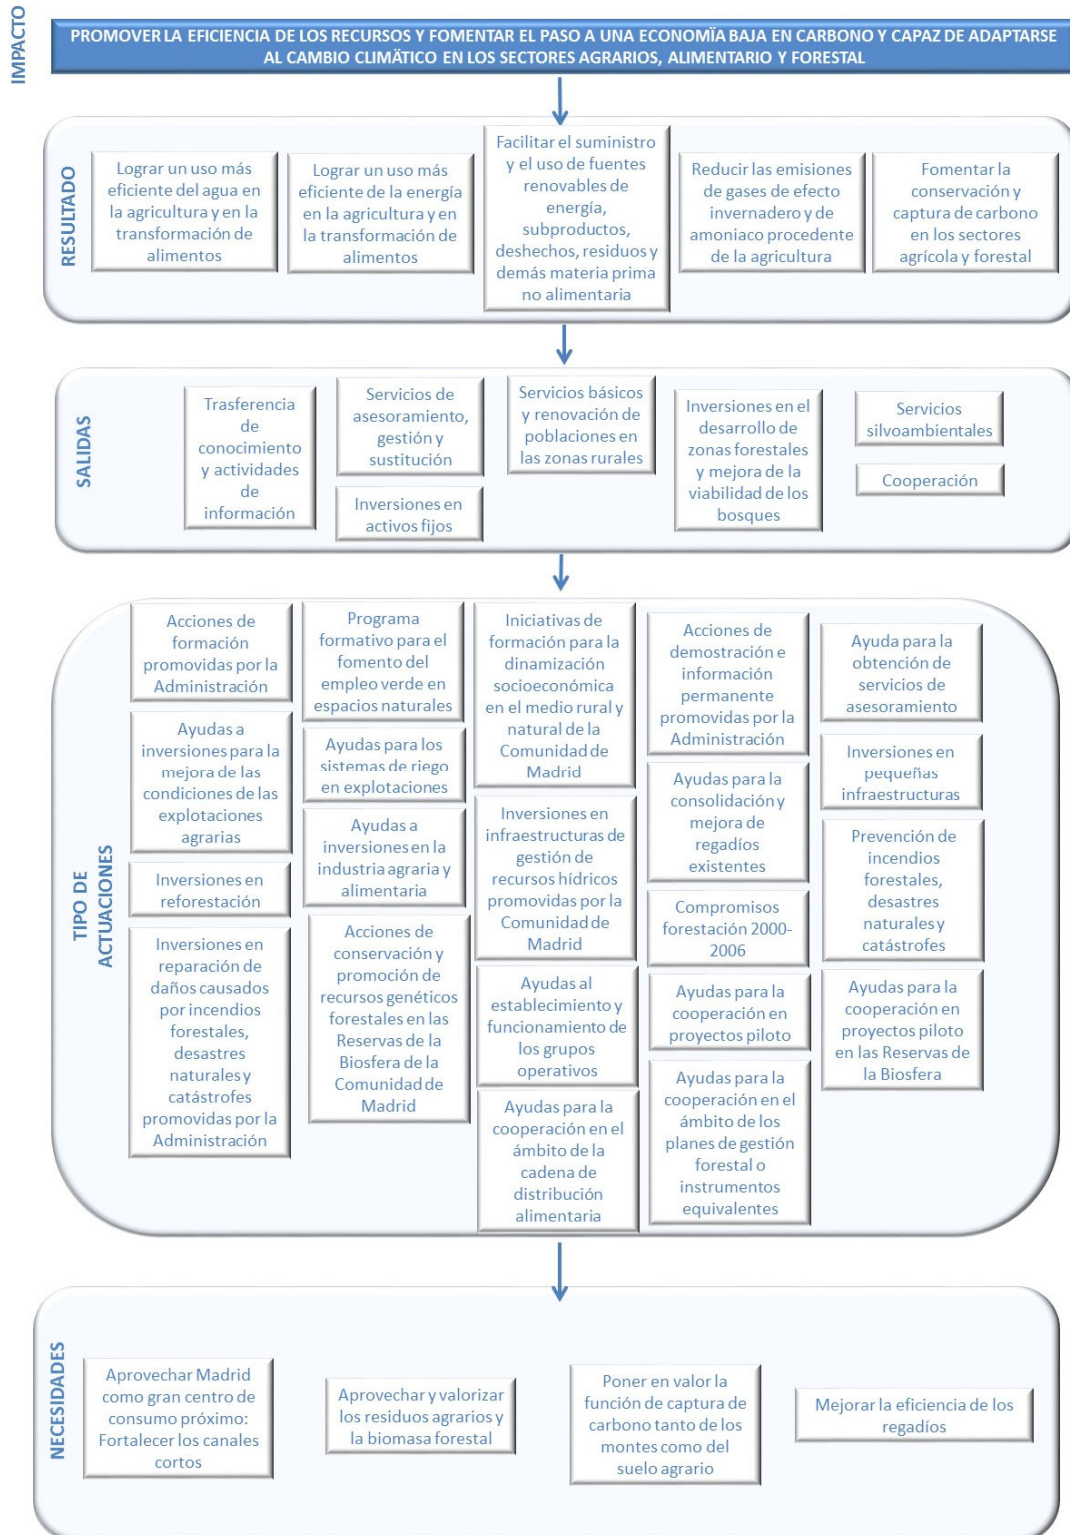 IMPACTO
PROMOVER LA EFICIENCIA DE LOS RECURSOS Y FOMENTAR EL PASO A UNA ECONOMÏA BAJA EN CARBONO Y CAPAZ DE ADAPTARSE
AL CAMBIO CLIMÄTICO EN LOS SECTORES AGRARIOS, ALIMENTARIO Y FORESTAL
RESULTADO
Lograr un uso más
eficiente del agua en
la agricultura y en la
transformación de
alimentos
Lograr un uso más
eficiente de la energía
en la agricultura y en
la transformación de
alimentos
Facilitar el suministro
y el uso de fuentes
renovables de
energía,
subproductos,
deshechos, residuos y
demás materia prima
no alimentaria
Reducir las emisiones
de gases de efecto
invernadero y de
amoniaco procedente
de la agricultura
Fomentar la
conservación y
captura de carbono
en los sectores
agrícola y forestal
SALIDAS
Trasferencia
de
conocimiento
y actividades
de
información
Servicios de
asesoramiento,
gestión y
sustitución
Inversiones en
activos fijos
Servicios básicos
y renovación de
poblaciones en
las zonas rurales
Inversiones en el
desarrollo de
zonas forestales
y mejora de la
viabilidad de los
bosques
Servicios
silvoambientales
Cooperación
TIPO DE
ACTUACIONES
Acciones de
formación
promovidas por la
Administración
Ayudas a
inversiones para la
mejora de las
condiciones de las
explotaciones
agrarias
Inversiones en
reforestación
Inversiones en
reparación de
daños causados
por incendios
forestales,
desastres
naturales y
catástrofes
promovidas por la
Administración
Programa
formativo para el
fomento del
empleo verde en
espacios naturales
Ayudas para los
sistemas de riego
en explotaciones
Ayudas a
inversiones en la
industria agraria y
alimentaria
Acciones de
conservación y
promoción de
recursos genéticos
forestales en las
Reservas de la
Biosfera de la
Comunidad de
Madrid
Iniciativas de
formación para la
dinamización
socioeconómica
en el medio rural y
natural de la
Comunidad de
Madrid
Inversiones en
infraestructuras de
gestión de
recursos hídricos
promovidas por la
Comunidad de
Madrid
Ayudas al
establecimiento y
funcionamiento de
los grupos
operativos
Ayudas para la
cooperación en el
ámbito de la
cadena de
distribución
alimentaria
Acciones de
demostración e
información
permanente
promovidas por la
Administración
Ayudas para la
consolidación y
mejora de
regadíos
existentes
Compromisos
forestación 2000-
2006
Ayudas para la
cooperación en
proyectos piloto
Ayudas para la
cooperación en el
ámbito de los
planes de gestión
forestal o
instrumentos
equivalentes
Ayuda para la
obtención de
servicios de
asesoramiento
Inversiones en
pequeñas
infraestructuras
Prevención de
incendios
forestales,
desastres
naturales y
catástrofes
Ayudas para la
cooperación en
proyectos piloto
en las Reservas de
la Biosfera
NECESIDADES
Aprovechar Madrid
como gran centro de
consumo próximo:
Fortalecer los canales
cortos
Aprovechar y valorizar
los residuos agrarios y
la biomasa forestal
Poner en valor la
función de captura de
carbono tanto de los
montes como del
suelo agrario
Mejorar la eficiencia de los
regadíos